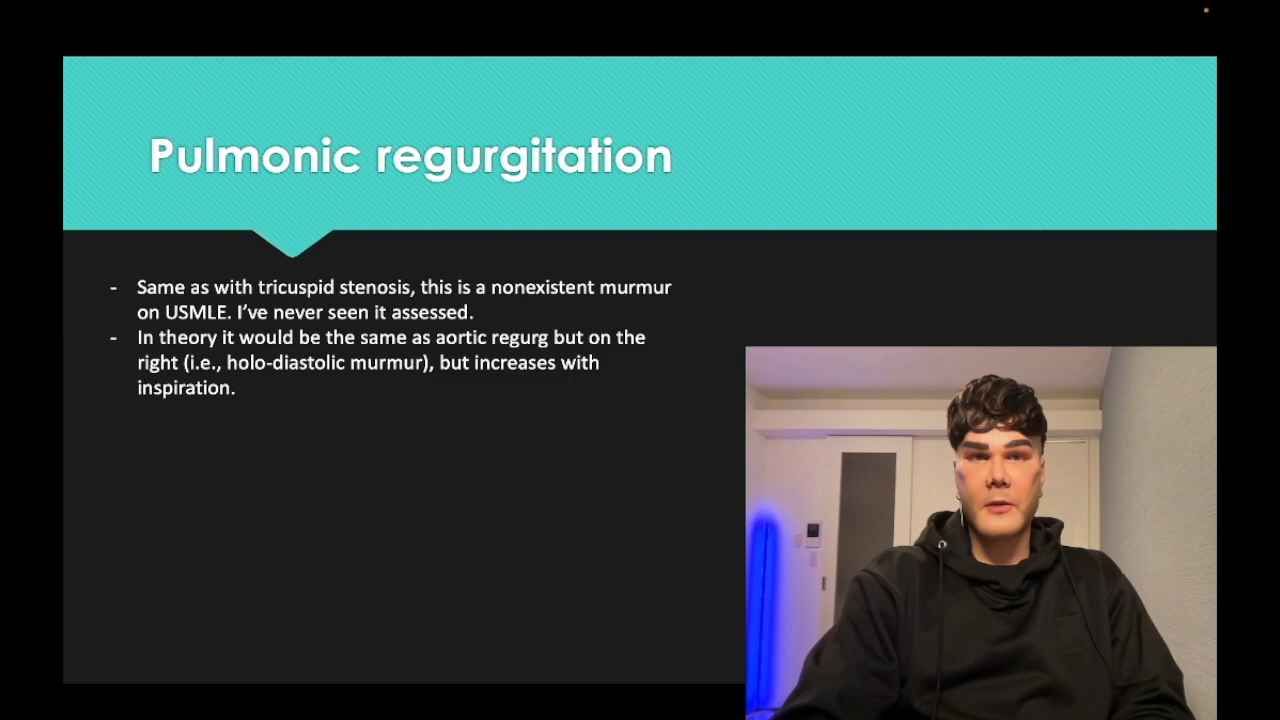 Pulmonic regurgitation
- Same as with tricuspid stenosis, this is a nonexistent murmur
on USMLE. I’ve never seen it assessed.
- In theory it would be the same as aortic regurg but on the
right (i.e., holo-diastolic murmur), but increases with
inspiration.